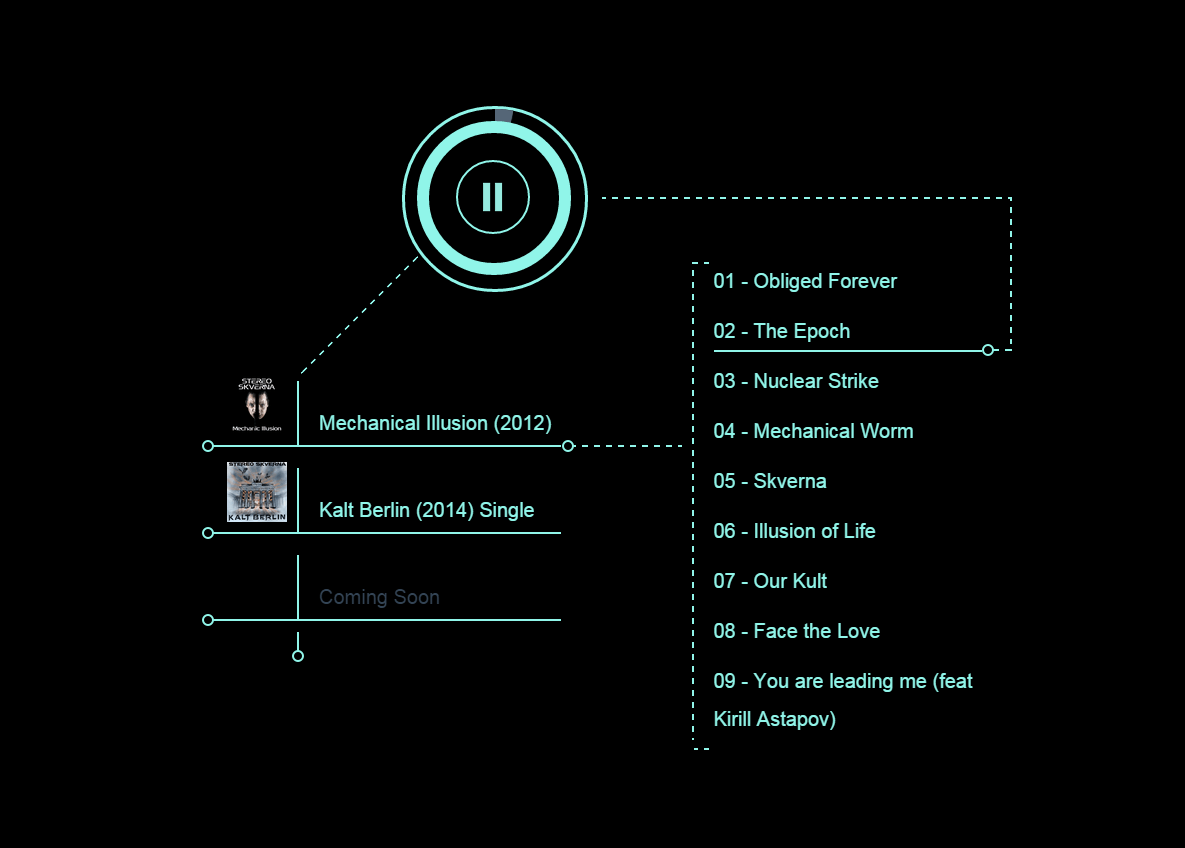 01 - Obliged Forever
02 - The Epoch
03 - Nuclear Strike
04 - Mechanical Worm
05 - Skverna
06 - Illusion of Life
07 - Our Kult
08 - Face the Love
09 - You are leading me (feat
Kirill Astapov)
STEREO
SKVERNA
Mechanic Illusion
Mechanical Illusion (2012)
STEREO SKVERNA
KALT BERLIN
Kalt Berlin (2014) Single
Coming Soon